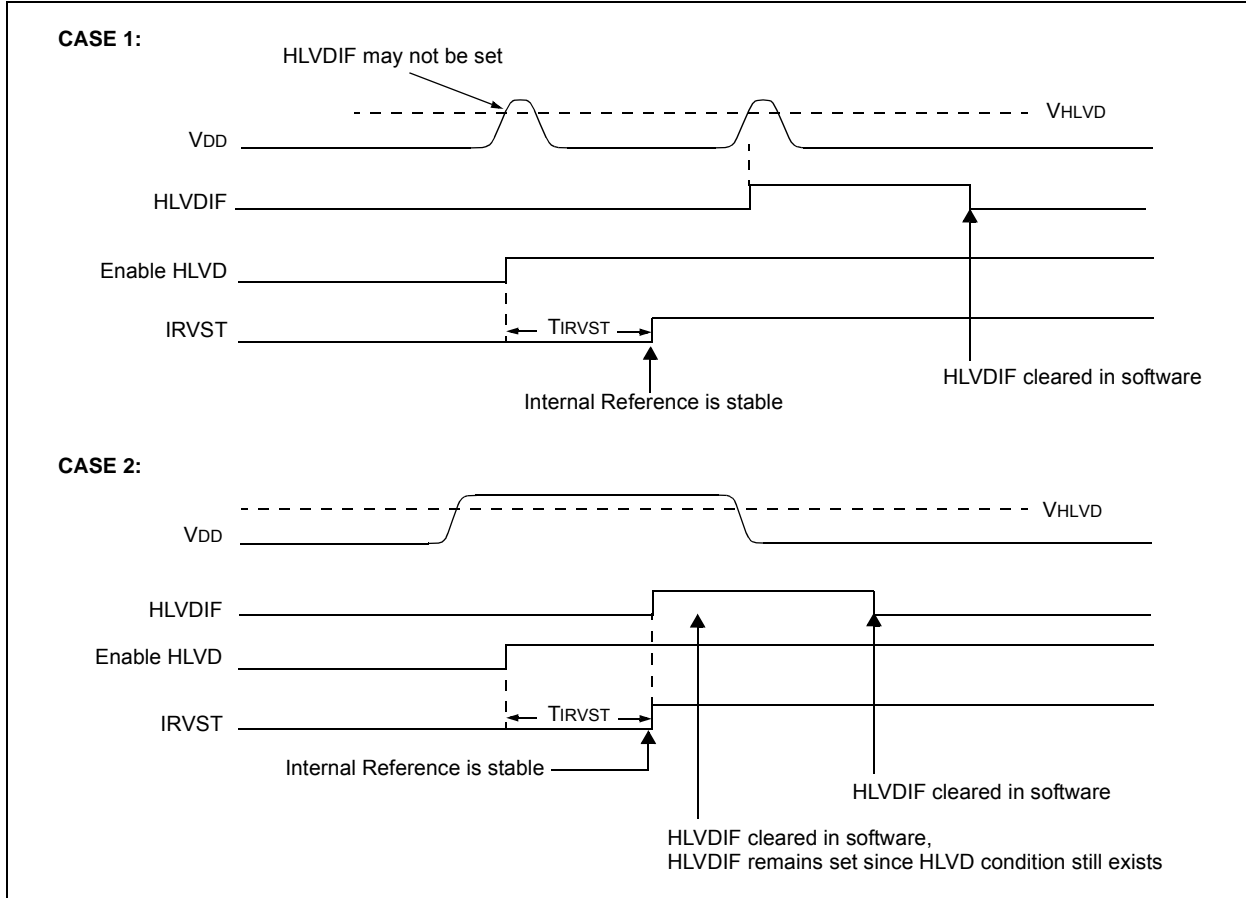 CASE 1:
HLVDIF may not be set
VHLVD
VDD
HLVDIF
Enable HLVD
TIRVST
IRVST
HLVDIF cleared in software
Internal Reference is stable
CASE 2:
VHLVD
VDD
HLVDIF
Enable HLVD
TIRVST
IRVST
Internal Reference is stable
HLVDIF cleared in software
HLVDIF cleared in software,
HLVDIF remains set since HLVD condition still exists